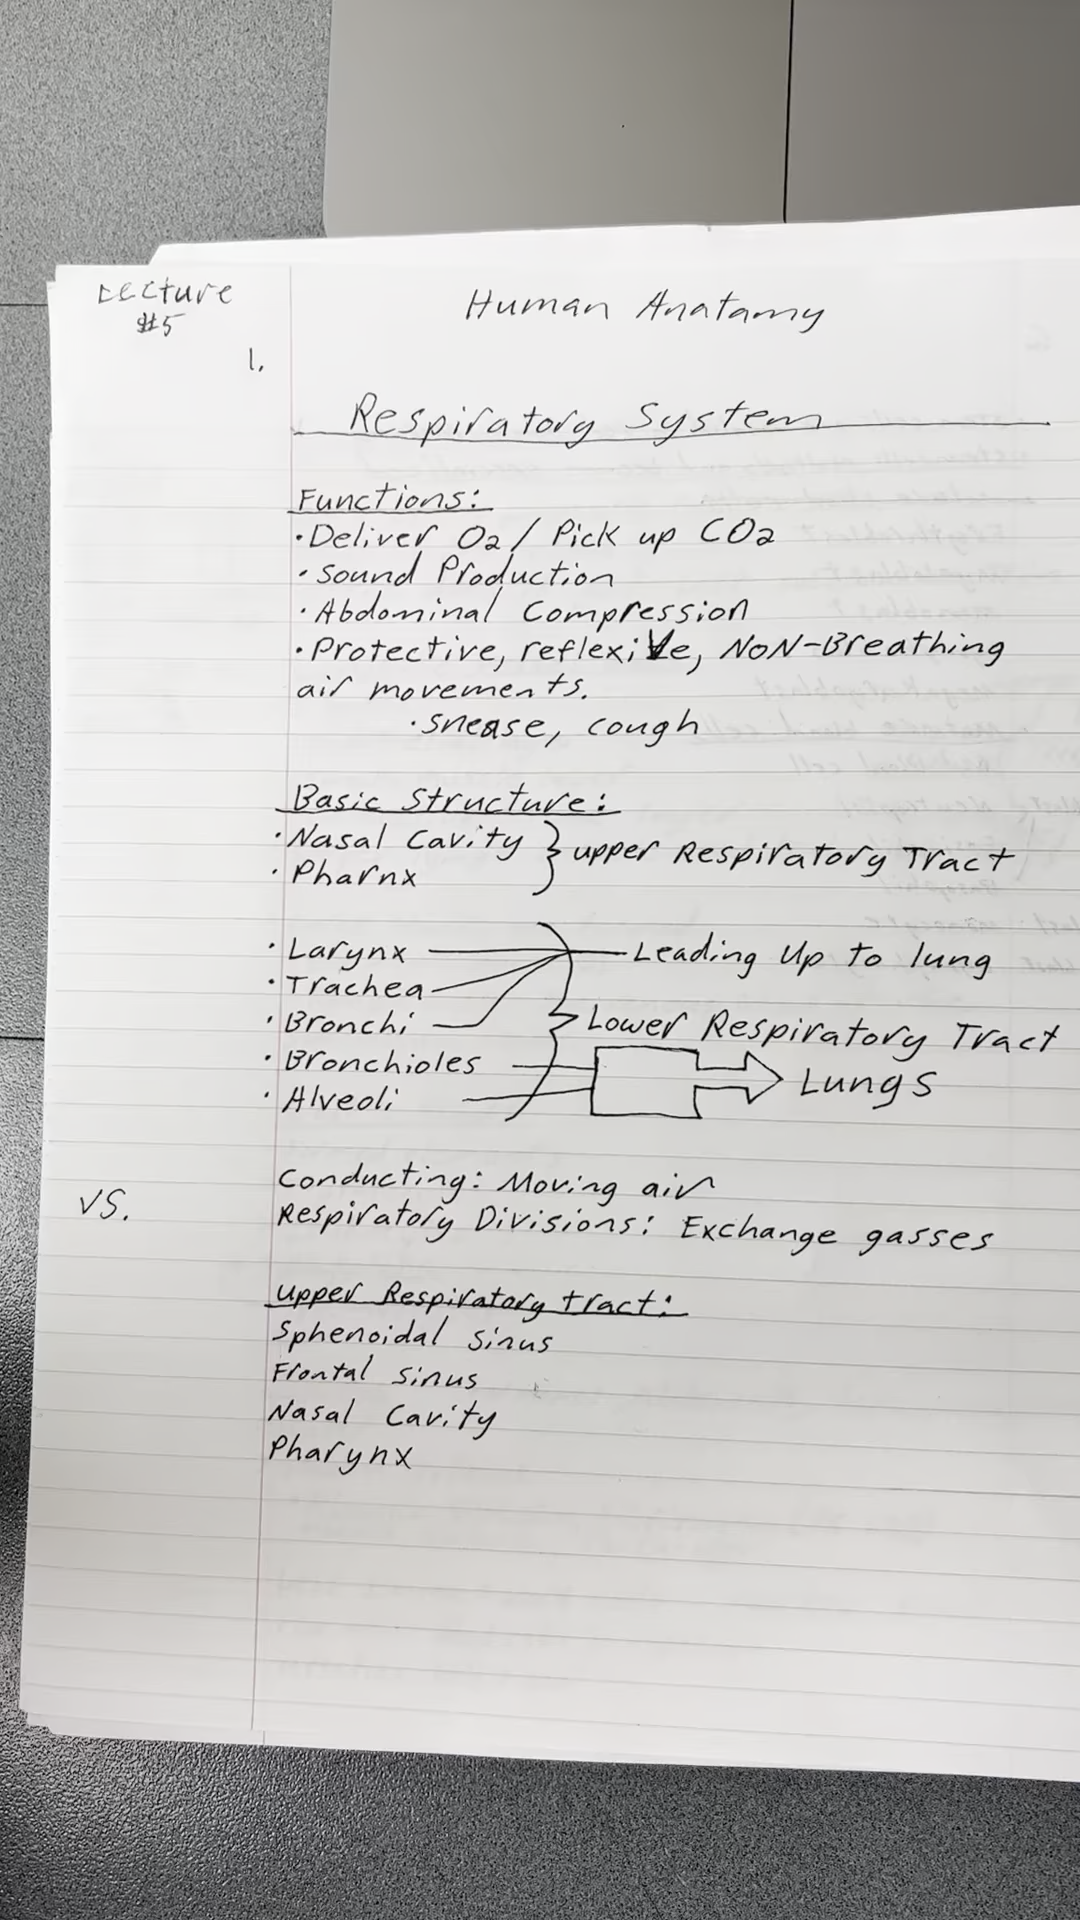 Lecture
#5
Human Anatamy
1.
Respiratory System
Functions:
• Deliver O2 / Pick up CO2
• Sound Production
• Abdominal Compression
• Protective, reflexive, NoN-Breathing
air movements.
• snease, cough
Basic Structure:
• Nasal Cavity
• Pharnx
upper Respiratory Tract
• Larynx
Leading Up to lung
• Trachea
• Bronchi
Lower Respiratory Tract
• Bronchioles
• Alveoli
Lungs
Conducting: Moving air
VS.
Respiratory Divisions: Exchange gasses
upper Respiratory tract:
Sphenoidal sinus
Frontal sinus
Nasal Cavity
Pharynx